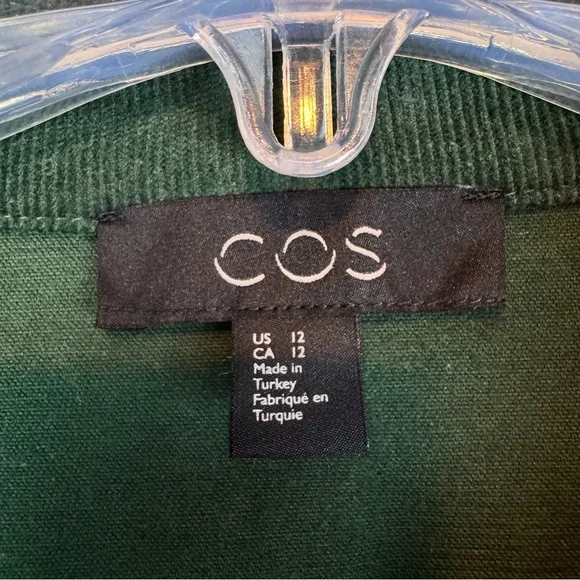 COS
US 12
CA 12
Made in
Turkey
Fabriqué en
Turquie